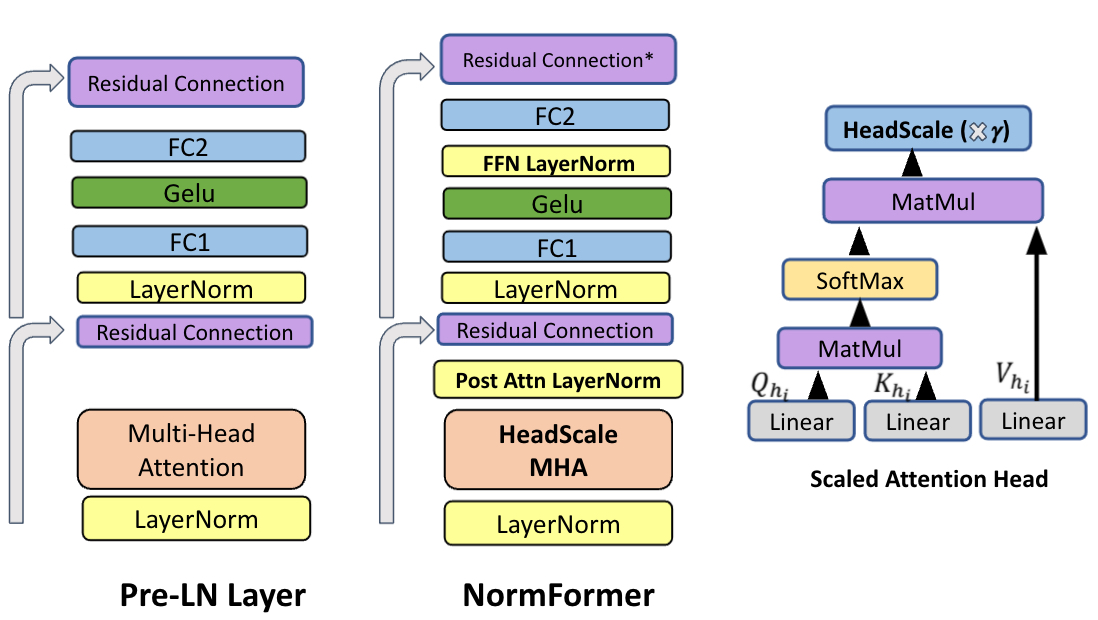 Residual Connection
FC2
Gelu
FC1
LayerNorm
Residual Connection
Multi-Head
Attention
LayerNorm
Pre-LN Layer
Residual Connection*
FC2
FFN LayerNorm
Gelu
FC1
LayerNorm
Residual Connection
Post Attn LayerNorm
HeadScale
MHA
LayerNorm
NormFormer
HeadScale (× γ)
MatMul
SoftMax
MatMul
Q_{h_i} K_{h_i} V_{h_i}
Linear Linear Linear
Scaled Attention Head